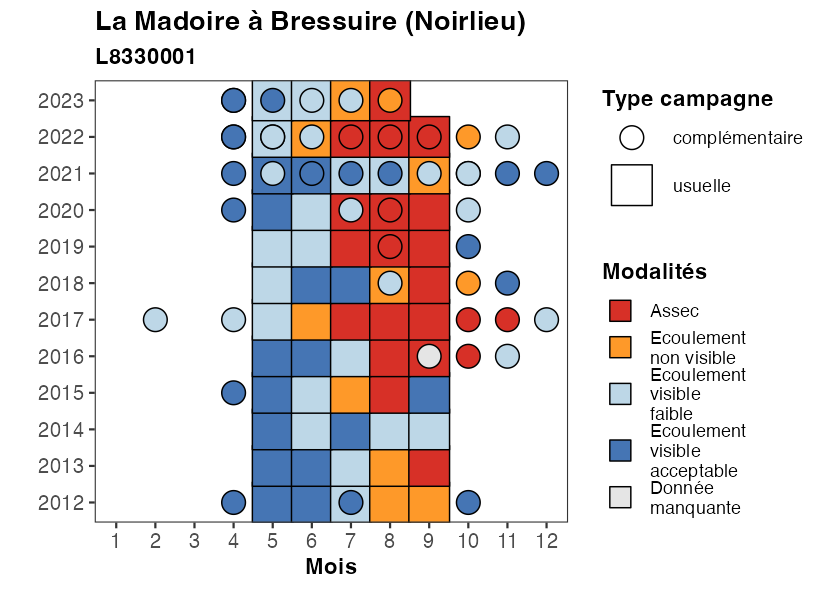 La Madoire à Bressuire (Noirlieu)
L8330001
2023
2022
2021
2020
2019
2018
2017
2016
2015
2014
2013
2012
1 2 3 4 5 6 7 8 9 10 11 12
Mois
Type campagne
complémentaire
usuelle
Modalités
Assec
Ecoulement
non visible
Ecoulement
visible
faible
Ecoulement
visible
acceptable
Donnée
manquante